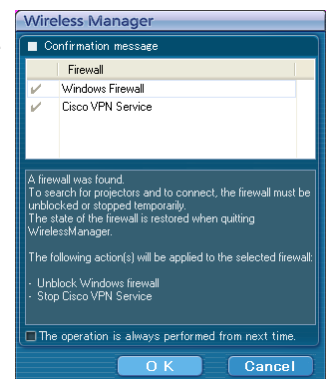 Wireless Manager
Confirmation message
Firewall
Windows Firewall
Cisco VPN Service
A firewall was found.
To search for projectors and to connect, the firewall must be
unblocked or stopped temporarily.
The state of the firewall is restored when quitting
WirelessManager.
The following action(s) will be applied to the selected firewall:
- Unblock Windows firewall
- Stop Cisco VPN Service
The operation is always performed from next time.
O K
Cancel